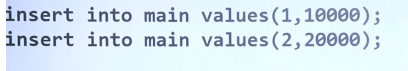 insert into main values(1,10000);
insert into main values(2,20000);